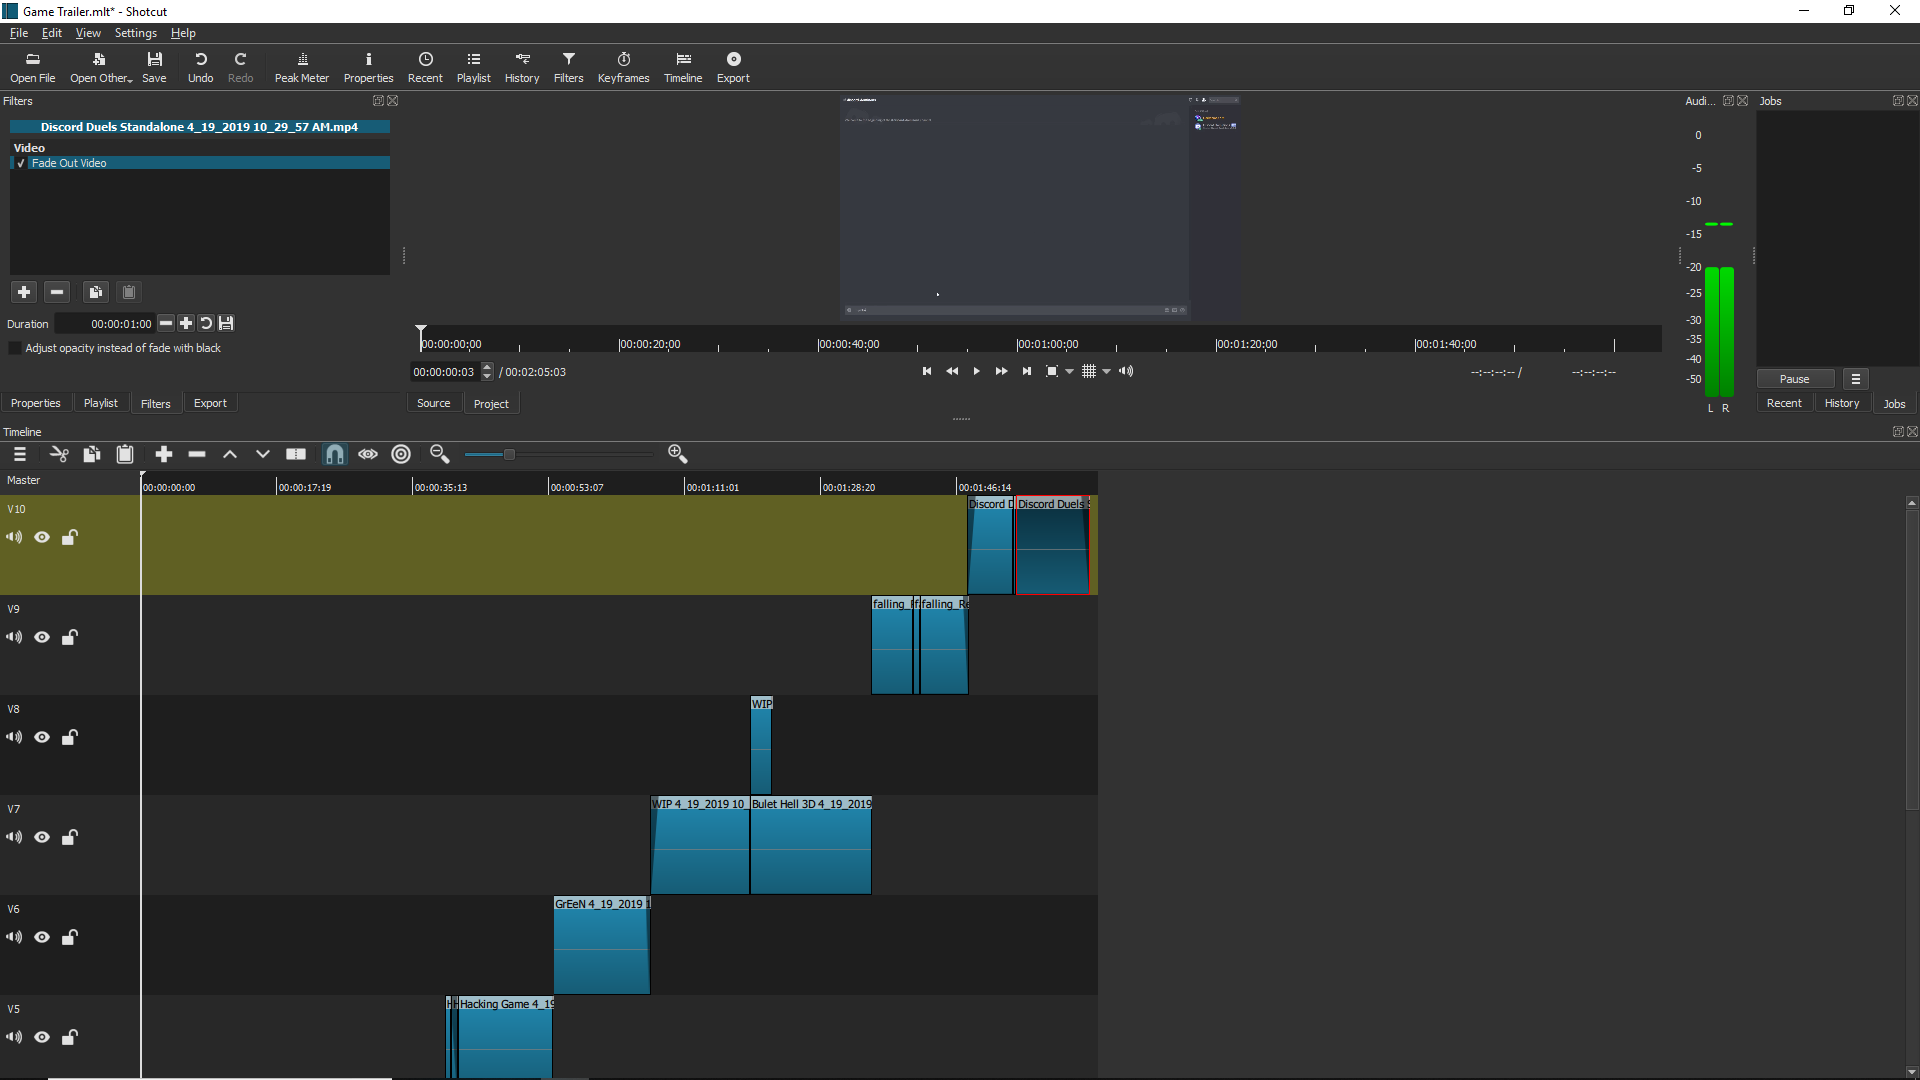 Game Trailer.mlt* - Shotcut
File Edit View Settings Help
Open File Open Other Save Undo Redo Peak Meter Properties Recent Playlist History Filters Keyframes Timeline Export
Filters
Discord Duels Standalone 4_19_2019 10_29_57 AM.mp4
Video
✓ Fade Out Video
Duration 00:00:01:00
Adjust opacity instead of fade with black
Properties Playlist Filters Export
00:00:00:00 00:00:20:00 00:00:40:00 00:01:00:00 00:01:20:00 00:01:40:00
00:00:00:03 / 00:02:05:03
--:--:--:-- / --:--:--:--
Source Project
Audi...
0
-5
-10
-15
-20
-25
-30
-35
-40
-50
L R
Jobs
Pause
Recent History Jobs
Timeline
Master
00:00:00:00 00:00:17:19 00:00:35:13 00:00:53:07 00:01:11:01 00:01:28:20 00:01:46:14
V10
Discord D Discord Duels S
V9
falling_R fa falling_Re
V8
WIP
V7
WIP 4_19_2019 10_ Bulet Hell 3D 4_19_2019
V6
GrEeN 4_19_2019 1
V5
H H Hacking Game 4_19